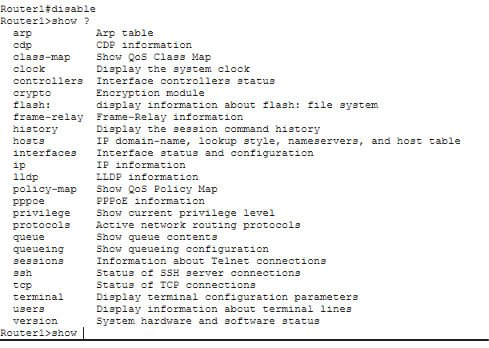 Router1#disable
Router1>show ?
  arp          Arp table
  cdp          CDP information
  class-map    Show QoS Class Map
  clock        Display the system clock
  controllers  Interface controllers status
  crypto       Encryption module
  flash:       display information about flash: file system
  frame-relay  Frame-Relay information
  history      Display the session command history
  hosts        IP domain-name, lookup style, nameservers, and host table
  interfaces   Interface status and configuration
  ip           IP information
  lldp         LLDP information
  policy-map   Show QoS Policy Map
  pppoe        PPPoE information
  privilege    Show current privilege level
  protocols    Active network routing protocols
  queue        Show queue contents
  queueing     Show queueing configuration
  sessions     Information about Telnet connections
  ssh          Status of SSH server connections
  tcp          Status of TCP connections
  terminal     Display terminal configuration parameters
  users        Display information about terminal lines
  version      System hardware and software status
Router1>show